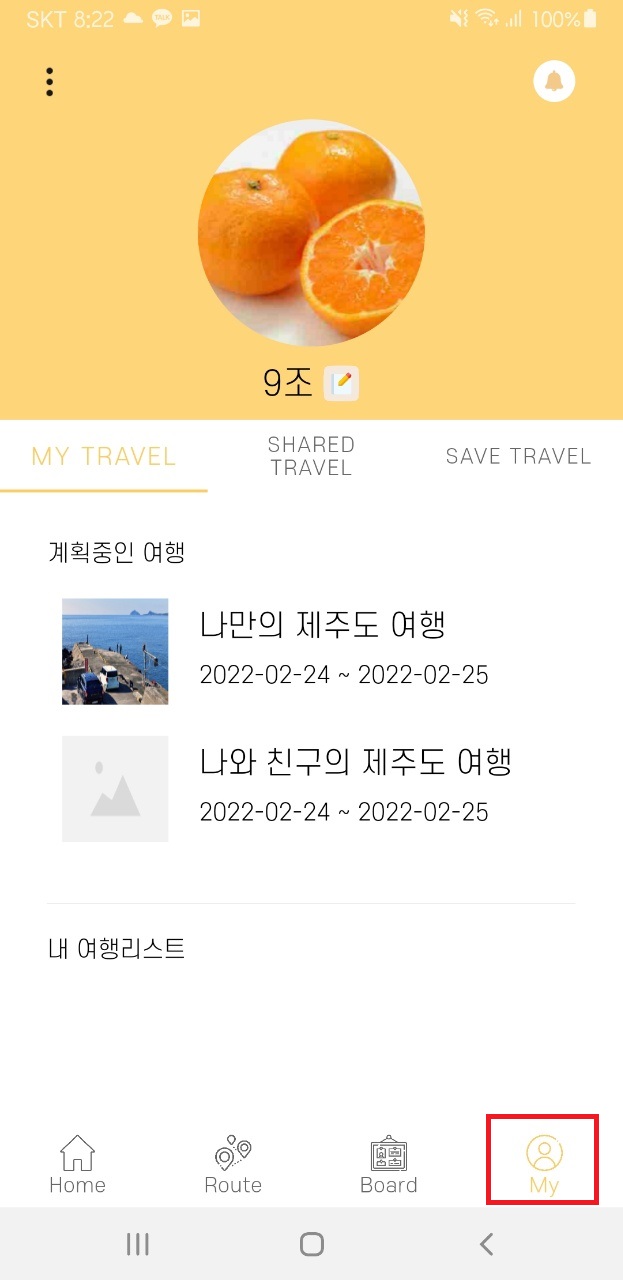 SKT 8:22 TALK 100%
9조
MY TRAVEL
SHARED
TRAVEL
SAVE TRAVEL
계획중인 여행
나만의 제주도 여행
2022-02-24 ~ 2022-02-25
나와 친구의 제주도 여행
2022-02-24 ~ 2022-02-25
내 여행리스트
Home Route Board My